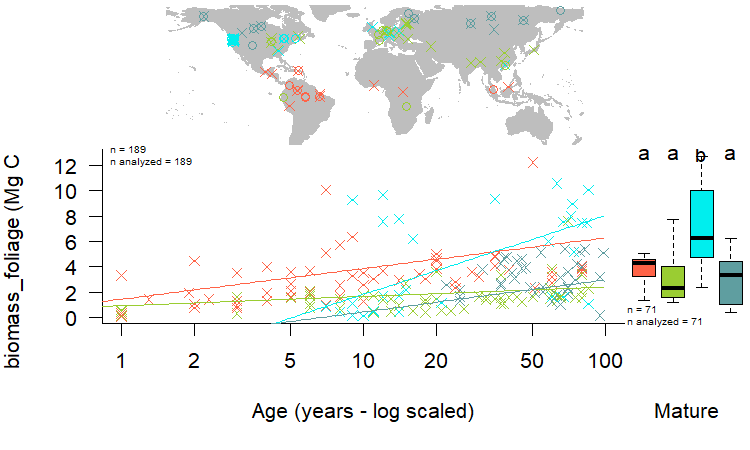 n = 189
n analyzed = 189
biomass_foliage (Mg C
12
10
8
6
4
2
0
1
2
5
10
20
50
100
Age (years - log scaled)
a a b a
n = 71
n analyzed = 71
Mature